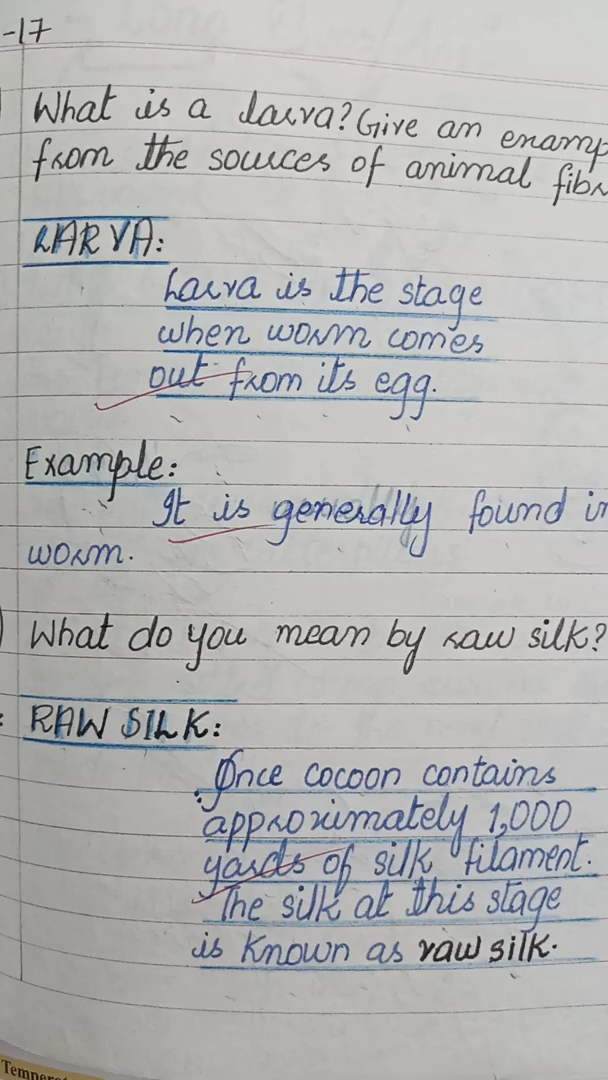 -17
What is a larva? Give an examp
from the sources of animal fibr
LARVA:
Larva is the stage
when worm comes
out from its egg.
Example:
It is generally found in
worm.
What do you mean by raw silk?
RAW SILK:
Once cocoon contains
approximately 1,000
yards of silk filament.
The silk at this stage
is known as raw silk.
Temper